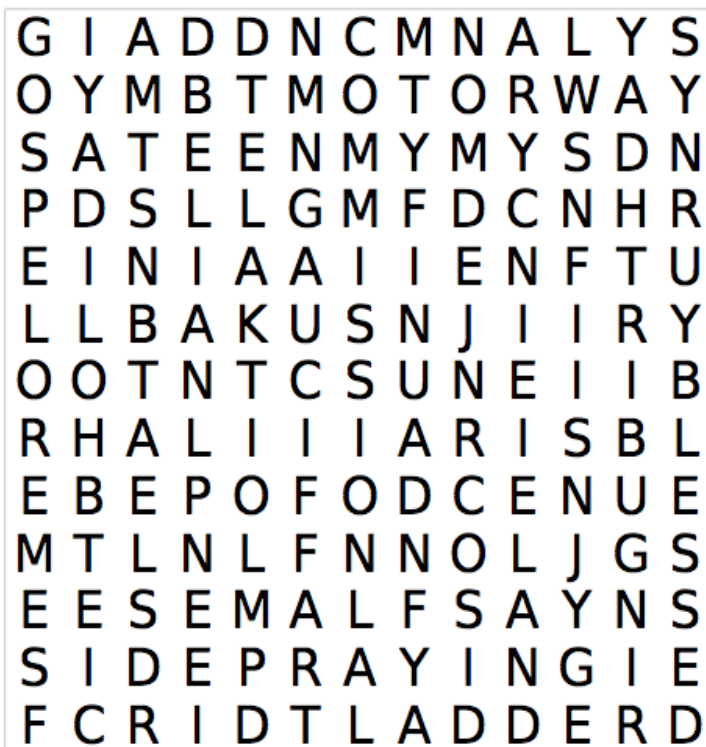 G I A D D N C M N A L Y S
O Y M B T M O T O R W A Y
S A T E E N M Y M Y S D N
P D S L L G M F D C N H R
E I N I A A I I E N F T U
L L B A K U S N J I I R Y
O O T N T C S U N E I I B
R H A L I I I A R I S B L
E B E P O F O D C E N U E
M T L N L F N N O L J G S
E E S E M A L F S A Y N S
S I D E P R A Y I N G I E
F C R I D T L A D D E R D